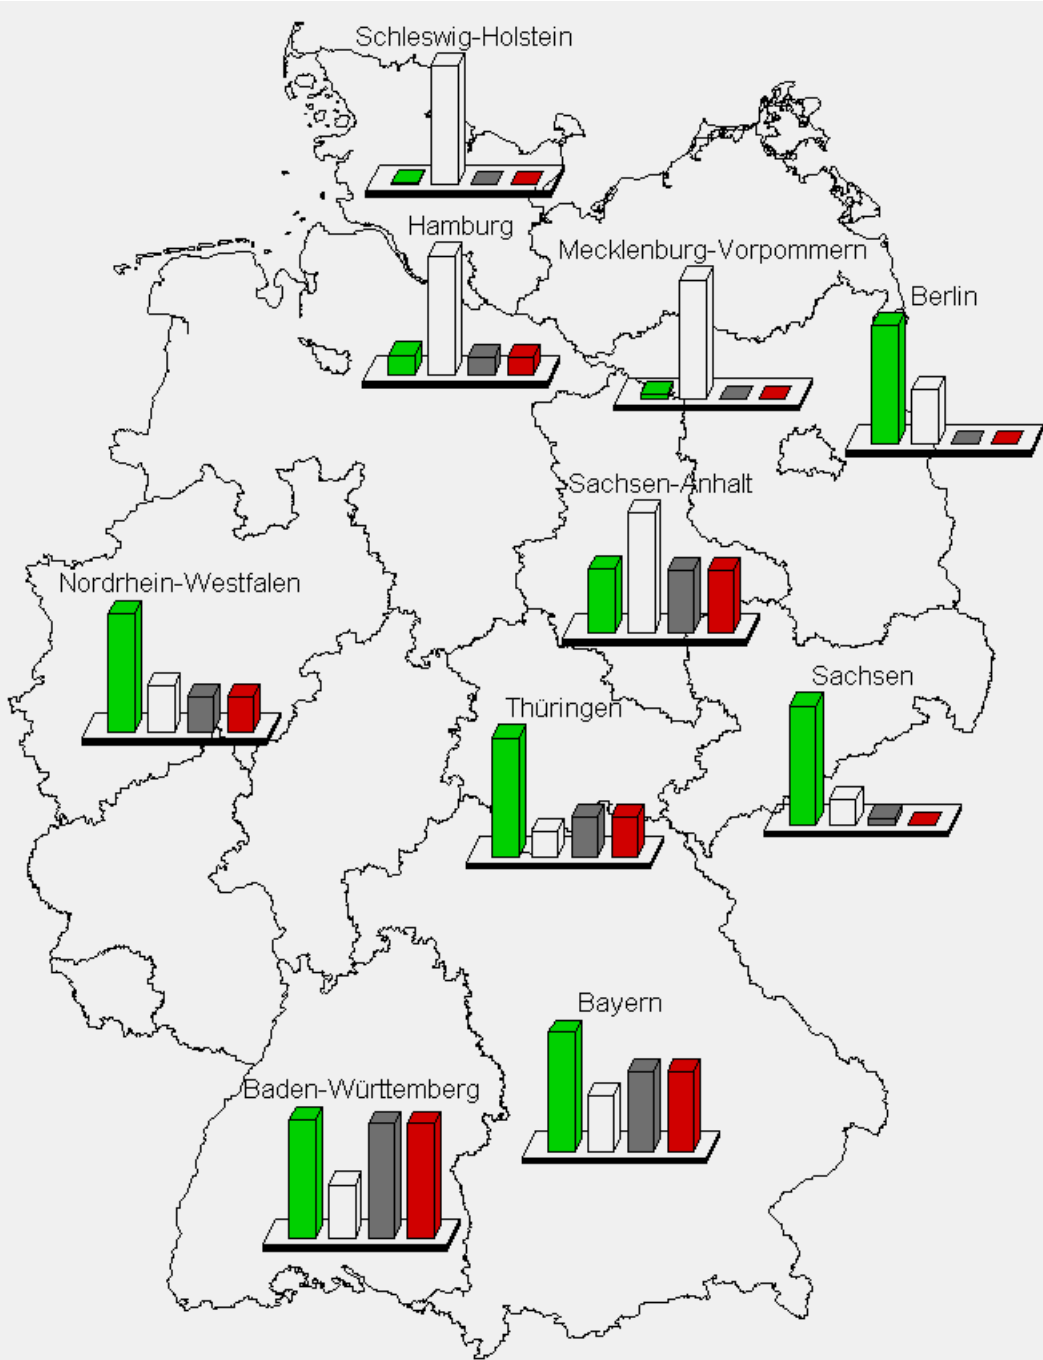 Schleswig-Holstein
Hamburg
Mecklenburg-Vorpommern
Berlin
Sachsen-Anhalt
Nordrhein-Westfalen
Sachsen
Thüringen
Bayern
Baden-Württemberg